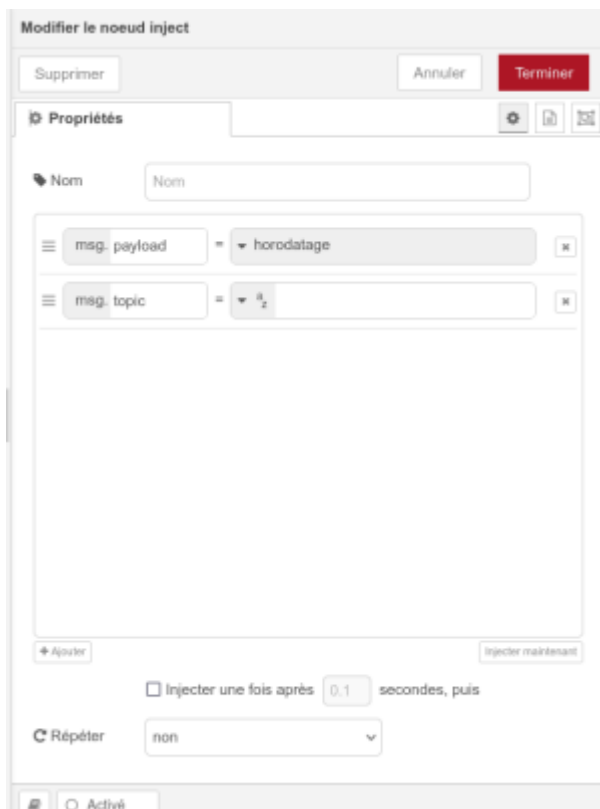 Modifier le noeud inject
Supprimer Annuler Terminer
Propriétés
Nom Nom
msg. payload = horodatage
msg. topic = a z
Ajouter Injecter maintenant
Injecter une fois après 0.1 secondes, puis
Répéter non
Activé